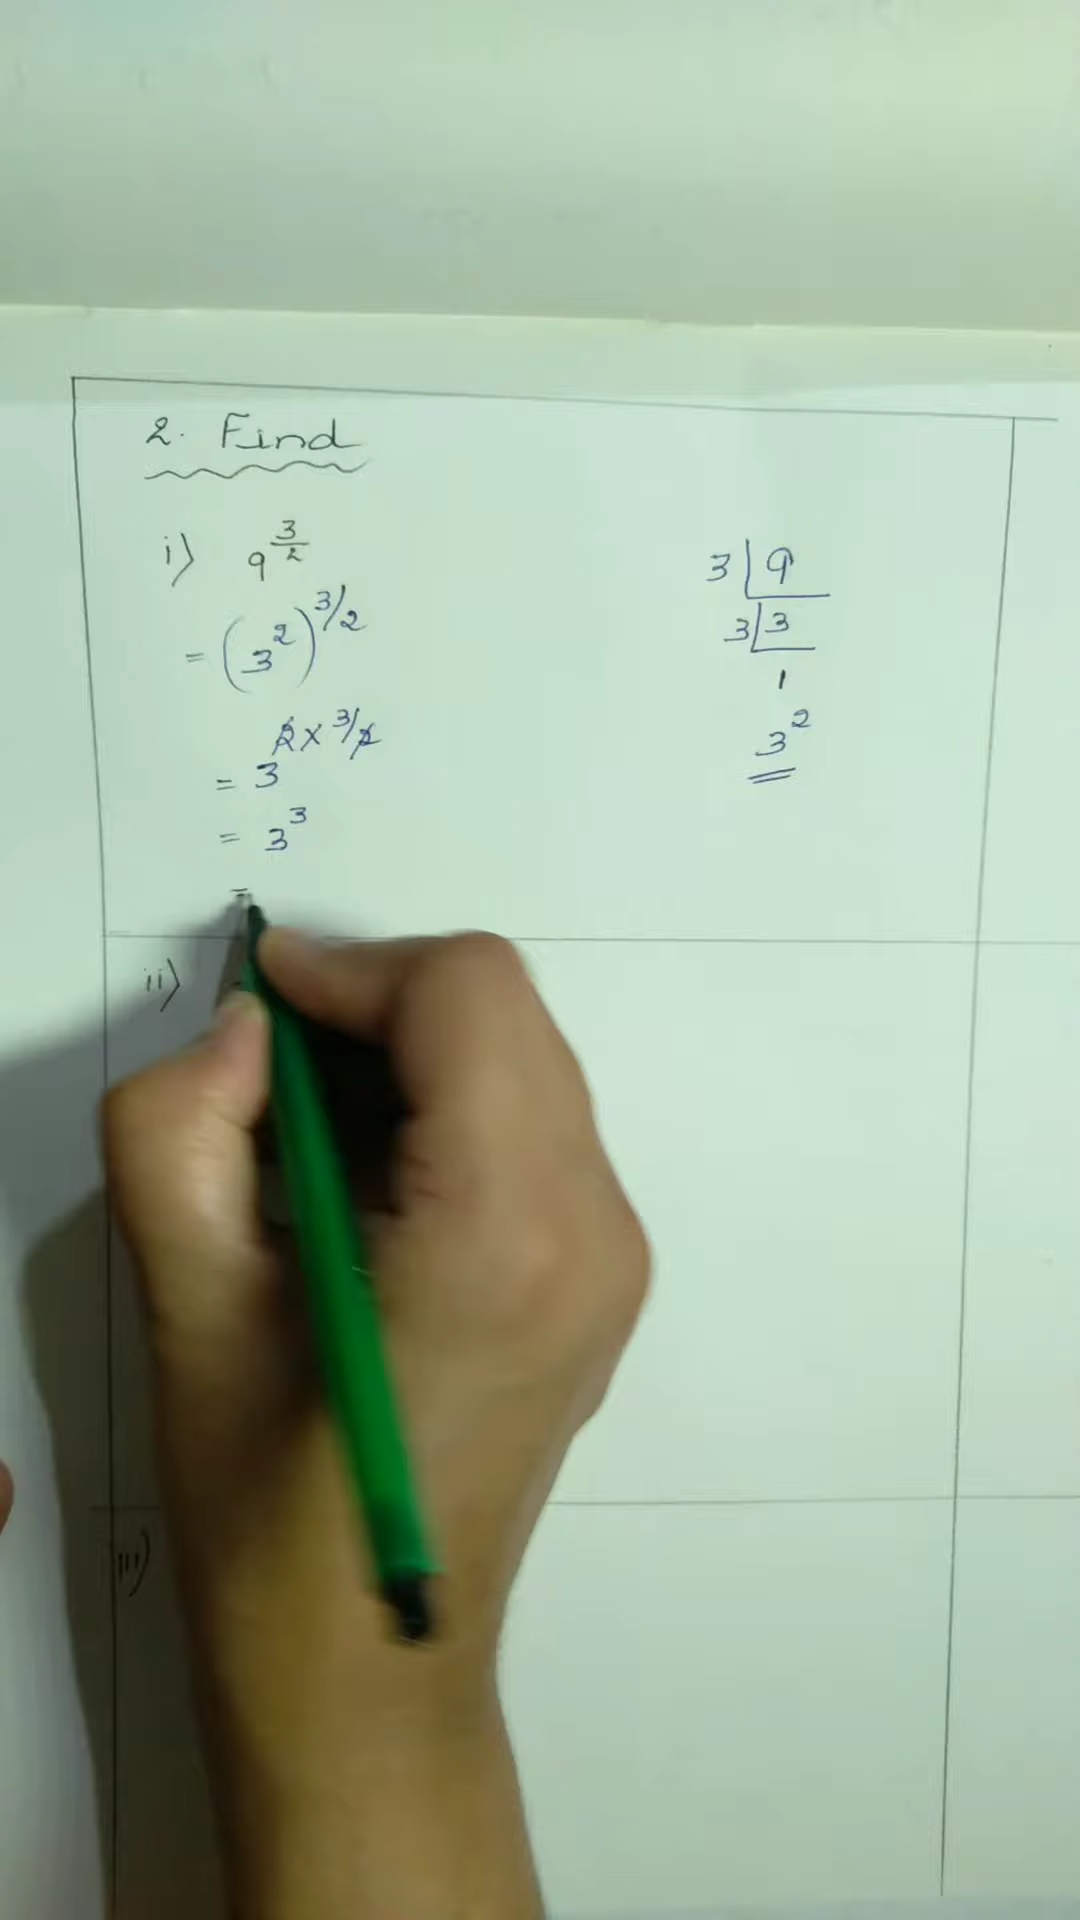 2. Find
i) 9^(3/2)
= (3^2)^(3/2)
= 3^(2×3/2)
= 3^3
=
ii)
iii)
3 | 9
3 | 3
1
3^2